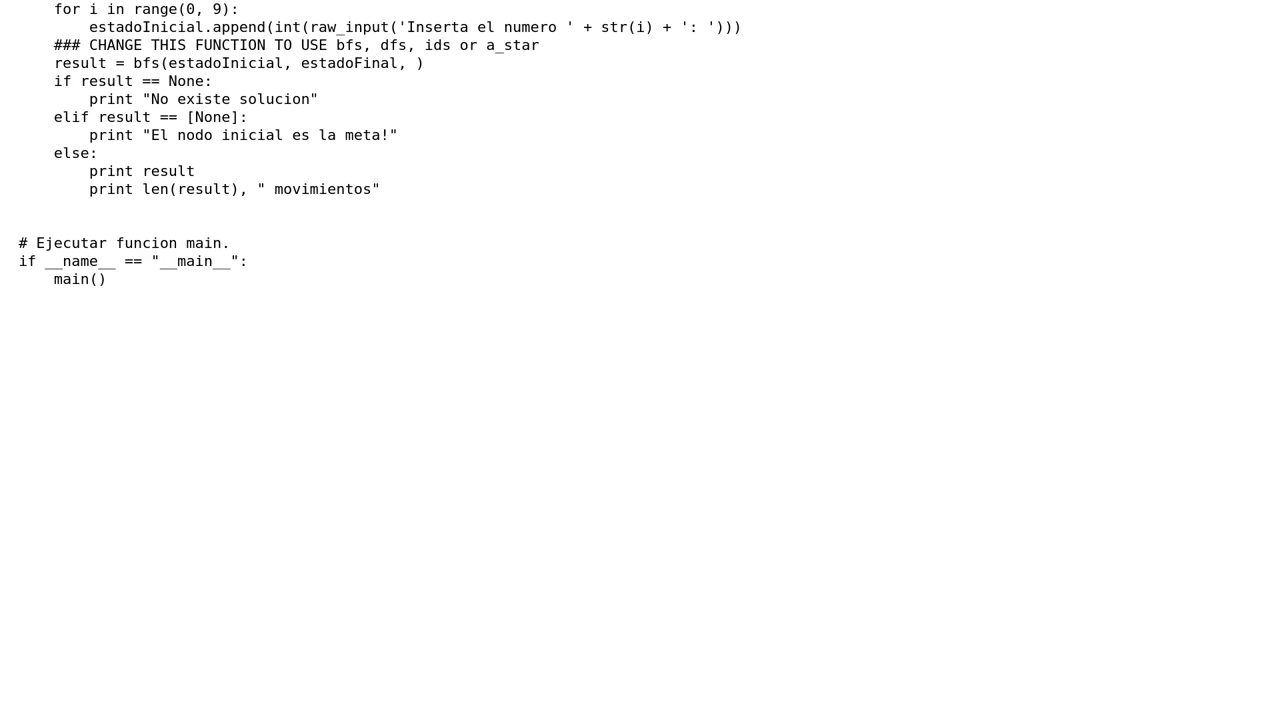 for i in range(0, 9):
        estadoInicial.append(int(raw_input('Inserta el numero ' + str(i) + ': ')))
    ### CHANGE THIS FUNCTION TO USE bfs, dfs, ids or a_star
    result = bfs(estadoInicial, estadoFinal, )
    if result == None:
        print "No existe solucion"
    elif result == [None]:
        print "El nodo inicial es la meta!"
    else:
        print result
        print len(result), " movimientos"


# Ejecutar funcion main.
if __name__ == "__main__":
    main()